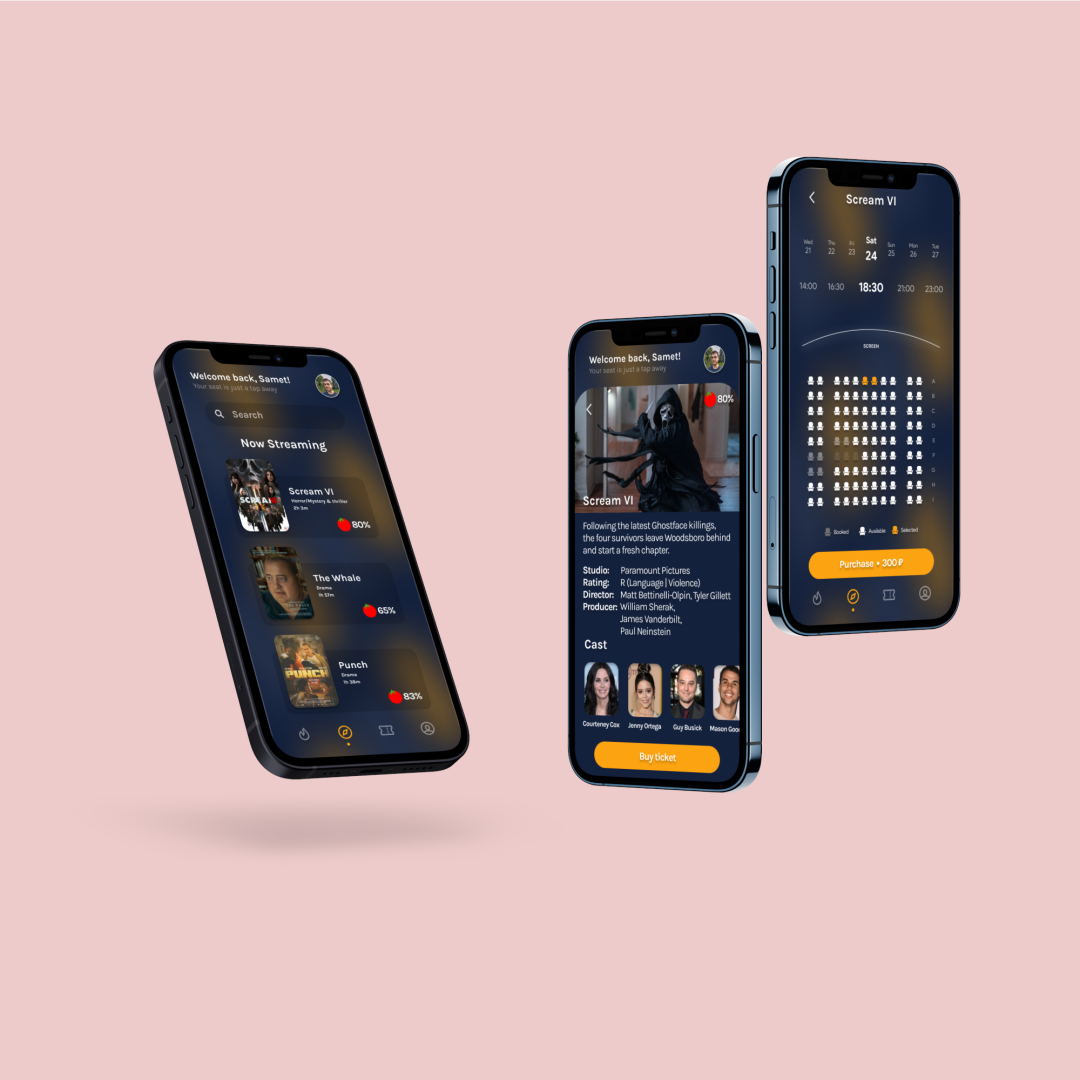 Welcome back, Samet!
Your seat is just a tap away
Search
Now Streaming
SCREAM
Scream VI
Horror/Mystery & thriller
2h 3m
80%
The Whale
Drama
1h 57m
65%
PUNCH
Punch
Drama
1h 38m
83%
Welcome back, Samet!
Your seat is just a tap away
80%
Scream VI
Following the latest Ghostface killings,
the four survivors leave Woodsboro behind
and start a fresh chapter.
Studio: Paramount Pictures
Rating: R (Language | Violence)
Director: Matt Bettinelli-Olpin, Tyler Gillett
Producer: William Sherak,
James Vanderbilt,
Paul Neinstein
Cast
Courteney Cox Jenny Ortega Guy Busick Mason Goo
Buy ticket
Scream VI
Wed Thu Fri Sat Sun Mon Tue
21 22 23 24 25 26 27
14:00 16:30 18:30 21:00 23:00
SCREEN
A
B
C
D
E
F
G
H
I
Booked Available Selected
Purchase • 300 ₽